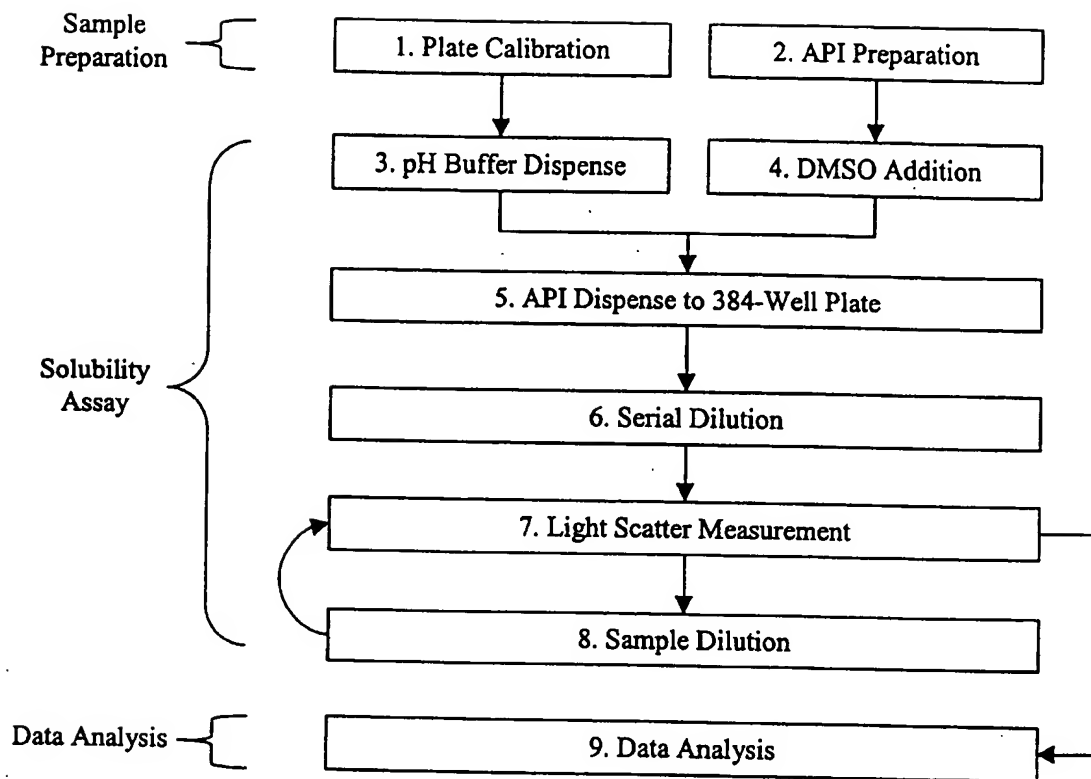 Sample
Preparation
1. Plate Calibration
2. API Preparation
3. pH Buffer Dispense
4. DMSO Addition
5. API Dispense to 384-Well Plate
Solubility
Assay
6. Serial Dilution
7. Light Scatter Measurement
8. Sample Dilution
Data Analysis
9. Data Analysis